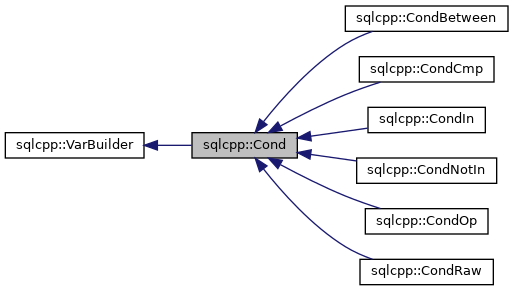 sqlcpp::VarBuilder
sqlcpp::Cond
sqlcpp::CondBetween
sqlcpp::CondCmp
sqlcpp::CondIn
sqlcpp::CondNotIn
sqlcpp::CondOp
sqlcpp::CondRaw